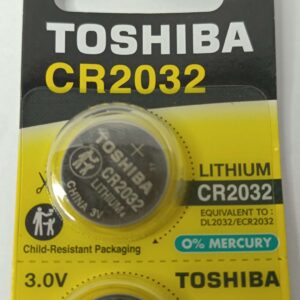 TOSHIBA
CR2032
+
TOSHIBA
CR2032
LITHIUM
CHINA 3V
LITHIUM
CR2032
EQUIVALENT TO:
DL2032/ECR2032
0% MERCURY
Child-Resistant Packaging
3.0V
TOSHIBA
+